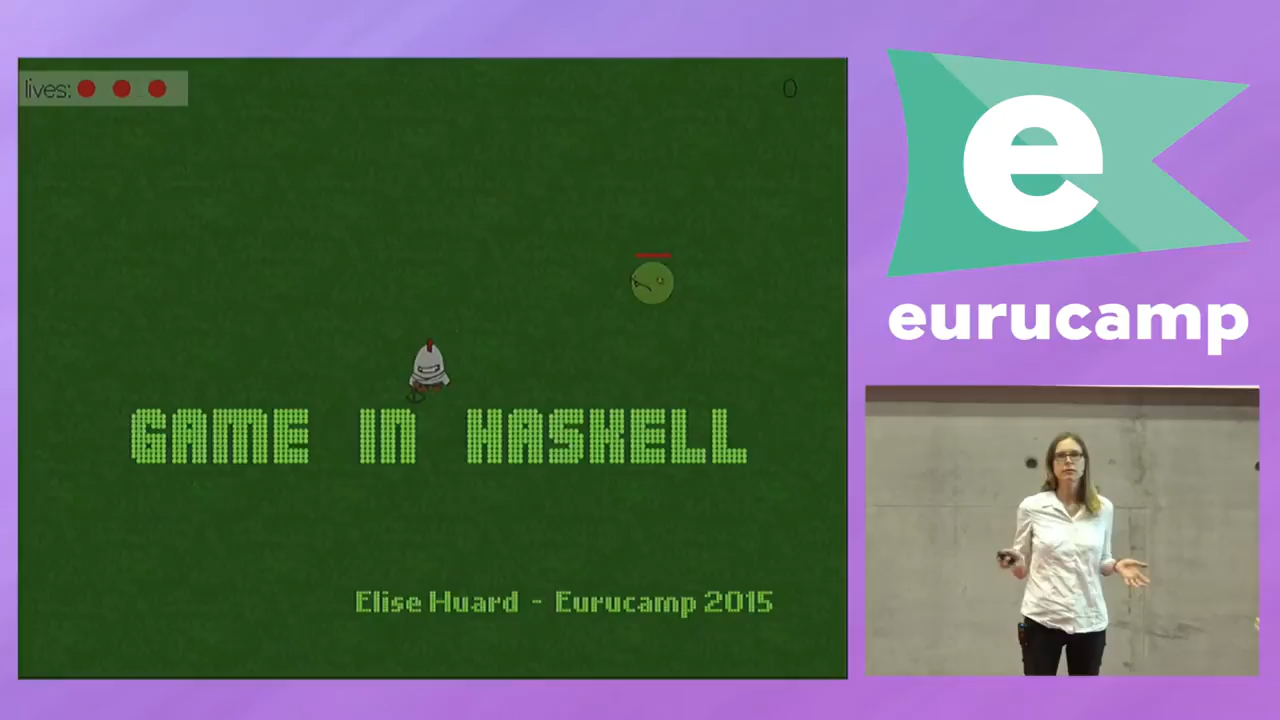 lives:
0
GAME IN HASKELL
Elise Huard - Eurucamp 2015
e
eurucamp